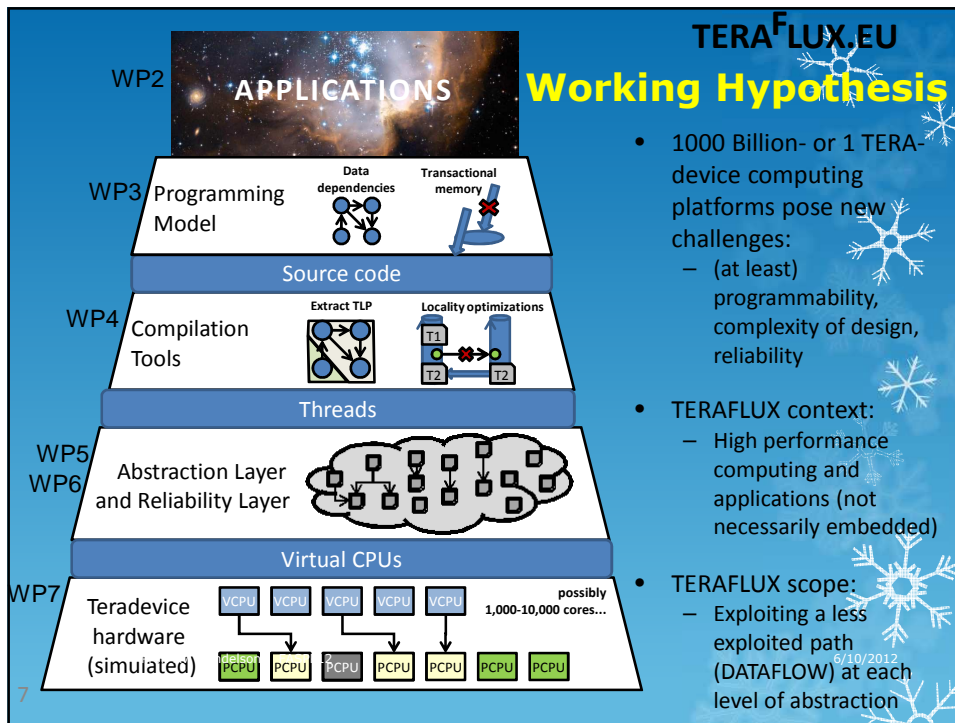 TERAFLUX.EU
Working Hypothesis
WP2
APPLICATIONS
WP3
Programming
Model
Data
dependencies
Transactional
memory
Source code
WP4
Compilation
Tools
Extract TLP
Locality optimizations
T1
T2
T2
Threads
WP5
WP6
Abstraction Layer
and Reliability Layer
Virtual CPUs
WP7
Teradevice
hardware
(simulated)
VCPU VCPU VCPU VCPU VCPU
possibly
1,000-10,000 cores...
PCPU PCPU PCPU PCPU PCPU PCPU PCPU
• 1000 Billion- or 1 TERA-
device computing
platforms pose new
challenges:
– (at least)
programmability,
complexity of design,
reliability
• TERAFLUX context:
– High performance
computing and
applications (not
necessarily embedded)
• TERAFLUX scope:
– Exploiting a less
exploited path
(DATAFLOW) at each
level of abstraction
6/10/2012
7